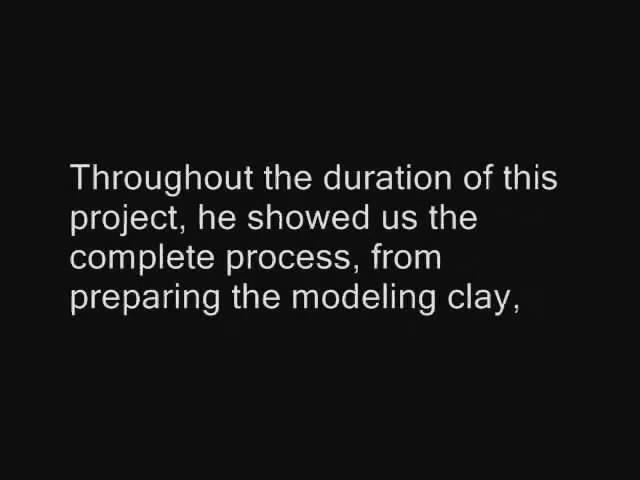 Throughout the duration of this
project, he showed us the
complete process, from
preparing the modeling clay,